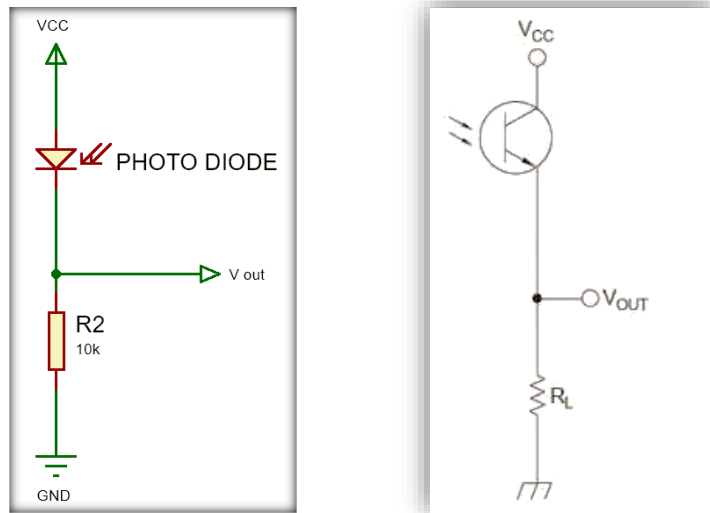 VCC
PHOTO DIODE
V out
R2
10k
GND
VCC
VOUT
RL